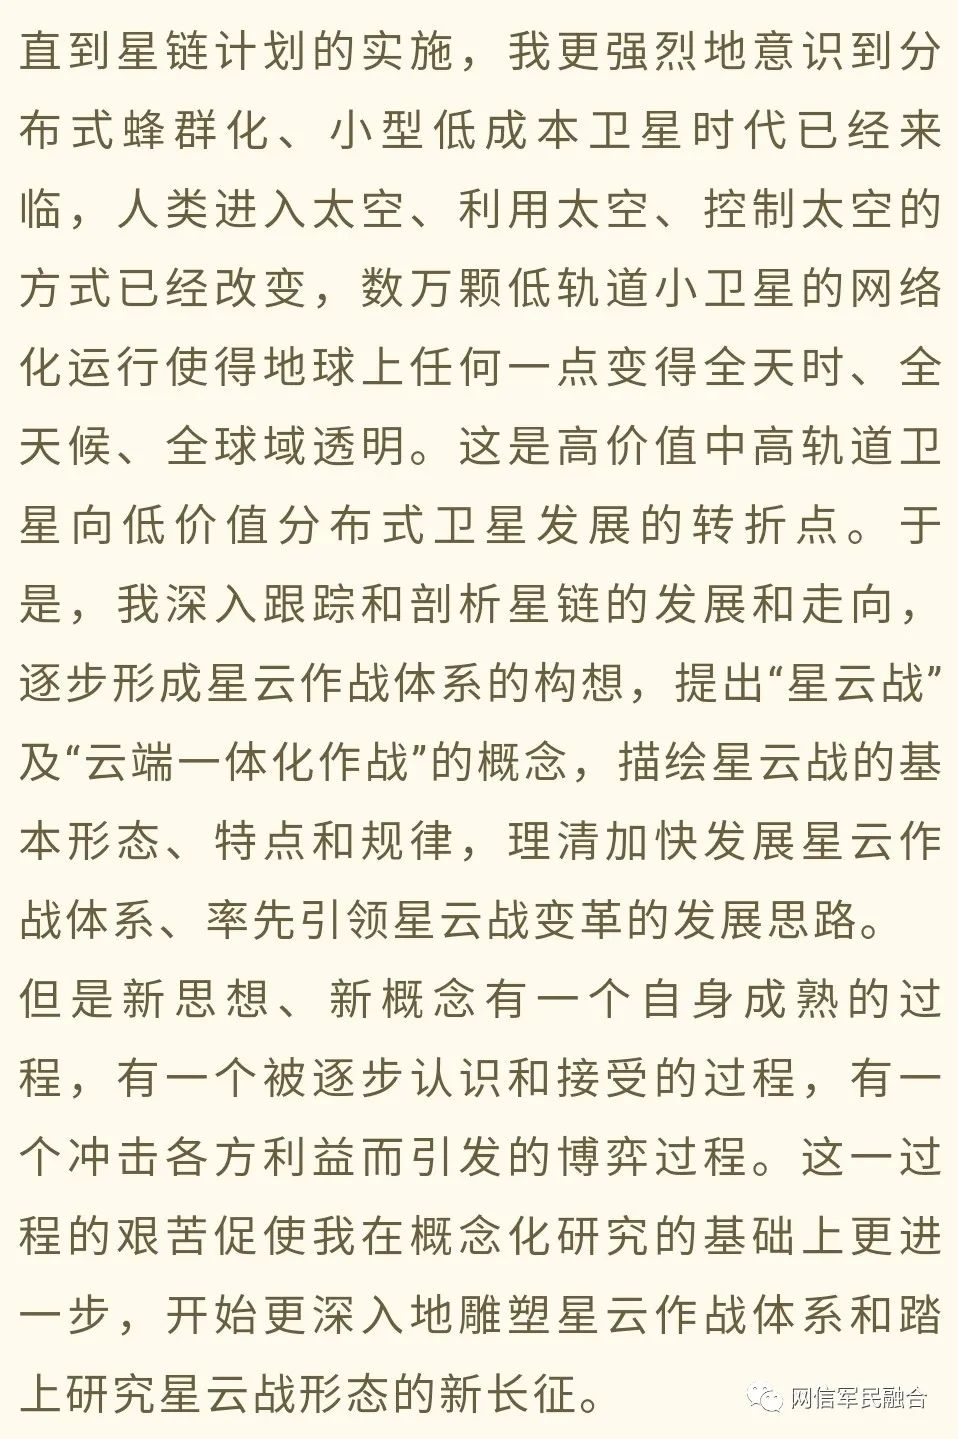 直到星链计划的实施，我更强烈地意识到分
布式蜂群化、小型低成本卫星时代已经来
临，人类进入太空、利用太空、控制太空的
方式已经改变，数万颗低轨道小卫星的网络
化运行使得地球上任何一点变得全天时、全
天候、全球域透明。这是高价值中高轨道卫
星向低价值分布式卫星发展的转折点。于
是，我深入跟踪和剖析星链的发展和走向，
逐步形成星云作战体系的构想，提出“星云战”
及“云端一体化作战”的概念，描绘星云战的基
本形态、特点和规律，理清加快发展星云作
战体系、率先引领星云战变革的发展思路。
但是新思想、新概念有一个自身成熟的过
程，有一个被逐步认识和接受的过程，有一
个冲击各方利益而引发的博弈过程。这一过
程的艰苦促使我在概念化研究的基础上更进
一步，开始更深入地雕塑星云作战体系和踏
上研究星云战形态的新长征。
网信军民融合